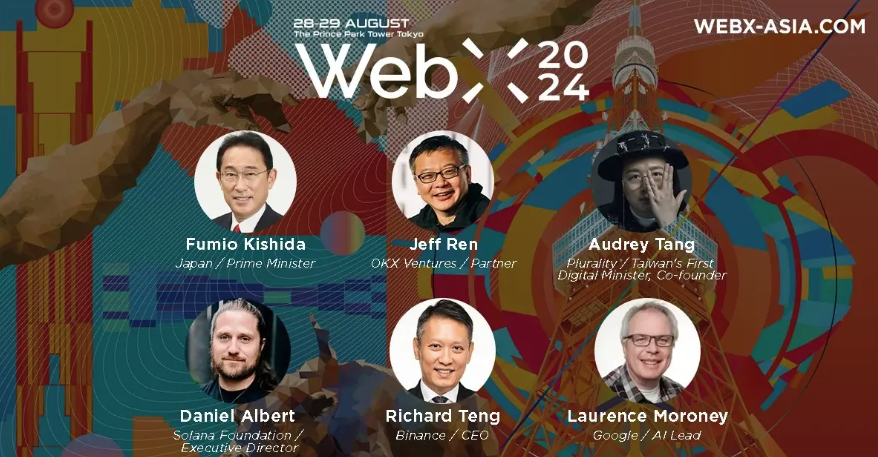 28-29 AUGUST
The Prince Park Tower Tokyo
WEBX-ASIA.COM
WebX 2024
Fumio Kishida
Japan / Prime Minister
Jeff Ren
OKX Ventures / Partner
Audrey Tang
Plurality / Taiwan's First
Digital Minister, Co-founder
Daniel Albert
Solana Foundation /
Executive Director
Richard Teng
Binance / CEO
Laurence Moroney
Google / AI Lead